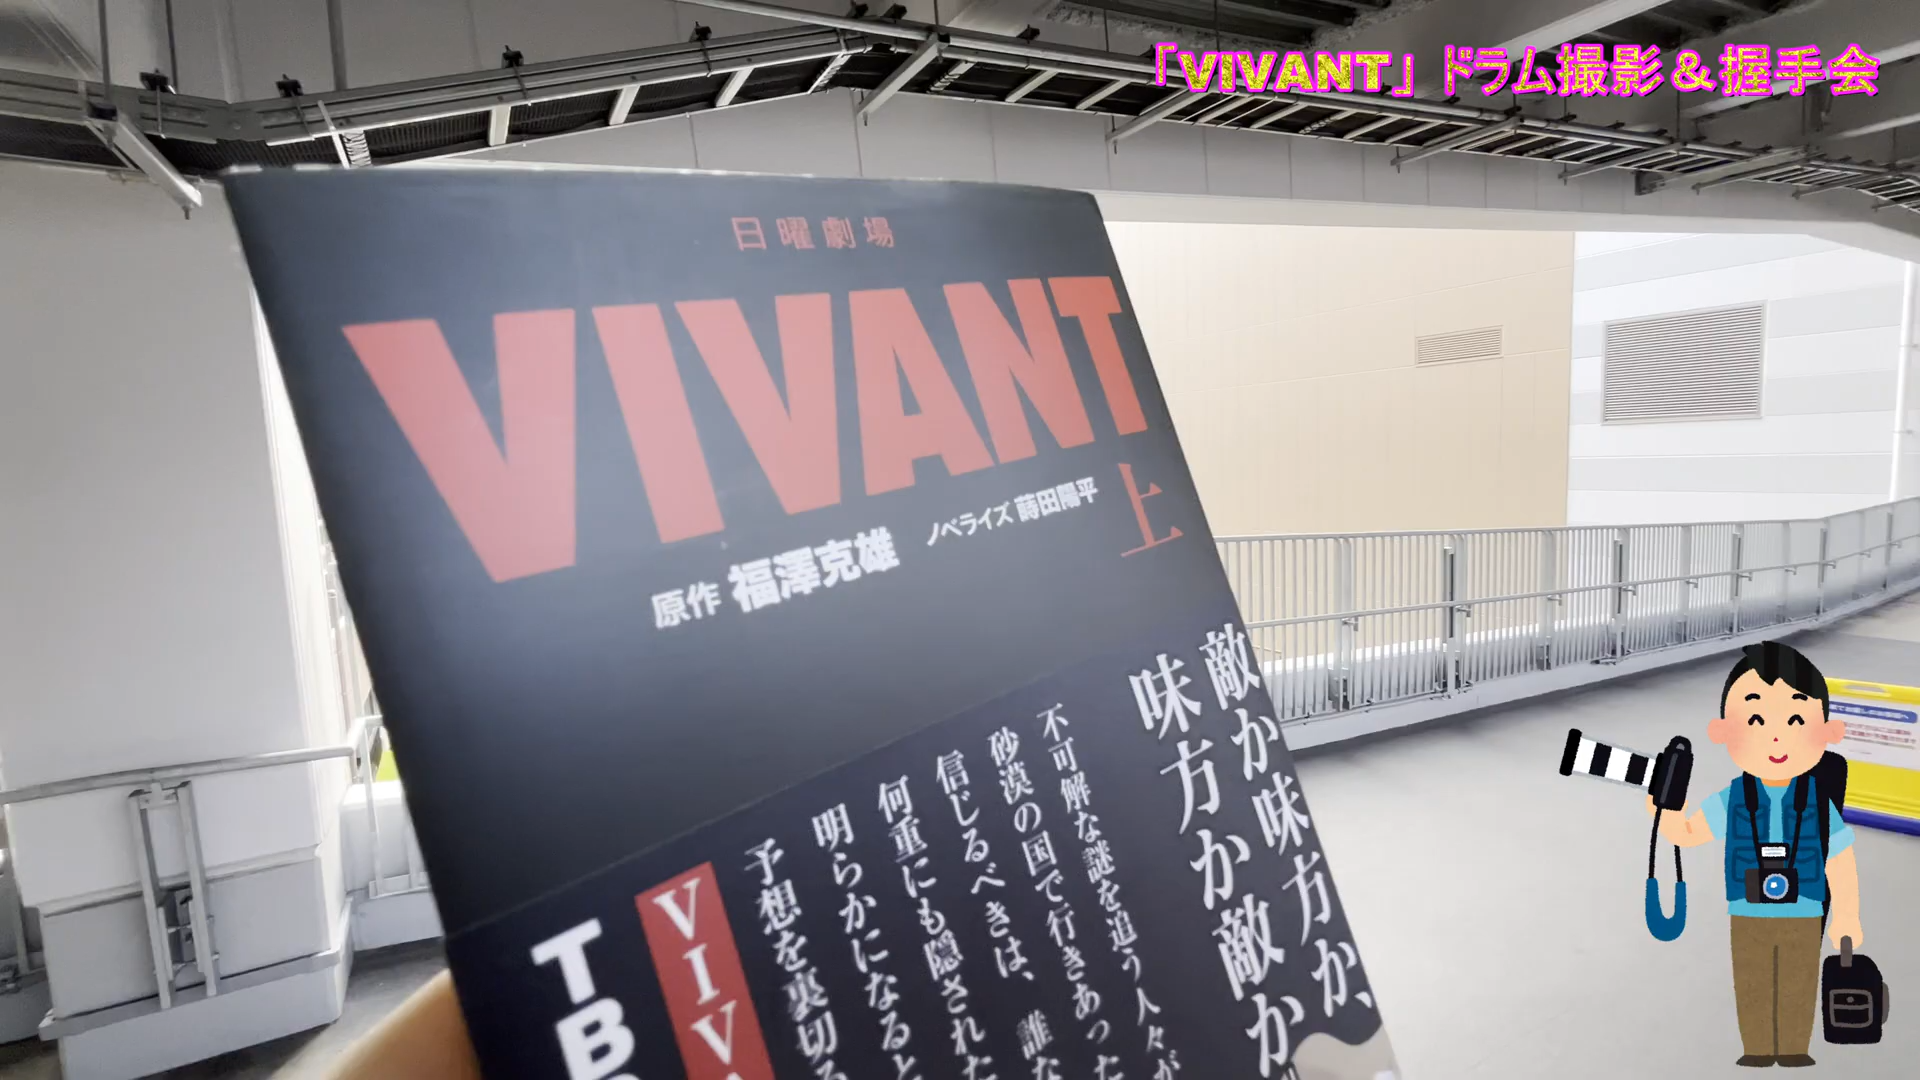 「VIVANT」ドラム撮影＆握手会
日曜劇場
VIVANT
上
原作 福澤克雄
ノベライズ 蒔田陽平
敵か味方か、
味方か敵か
不可解な謎を追う人々が
砂漠の国で行きあった
信じるべきは、誰な
何重にも隠された
明らかになると
予想を裏切る
VIVA
TB